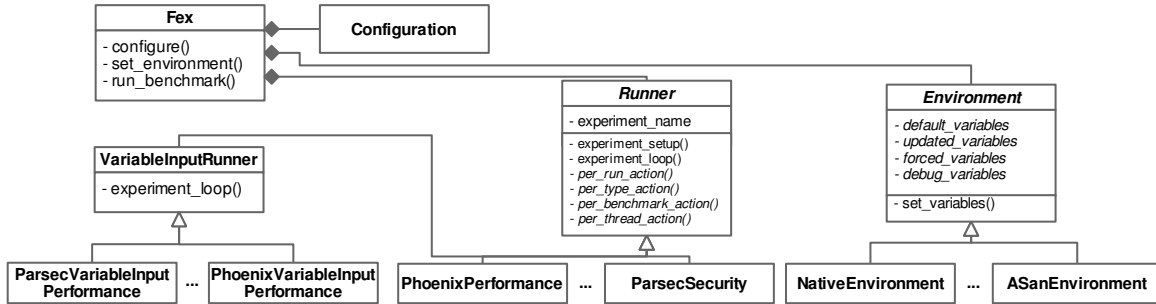 Fex
- configure()
- set_environment()
- run_benchmark()
Configuration
Runner
- experiment_name
- experiment_setup()
- experiment_loop()
- per_run_action()
- per_type_action()
- per_benchmark_action()
- per_thread_action()
Environment
- default_variables
- updated_variables
- forced_variables
- debug_variables
- set_variables()
VariableInputRunner
- experiment_loop()
ParsecVariableInput
Performance
...
PhoenixVariableInput
Performance
PhoenixPerformance
...
ParsecSecurity
NativeEnvironment
...
ASanEnvironment